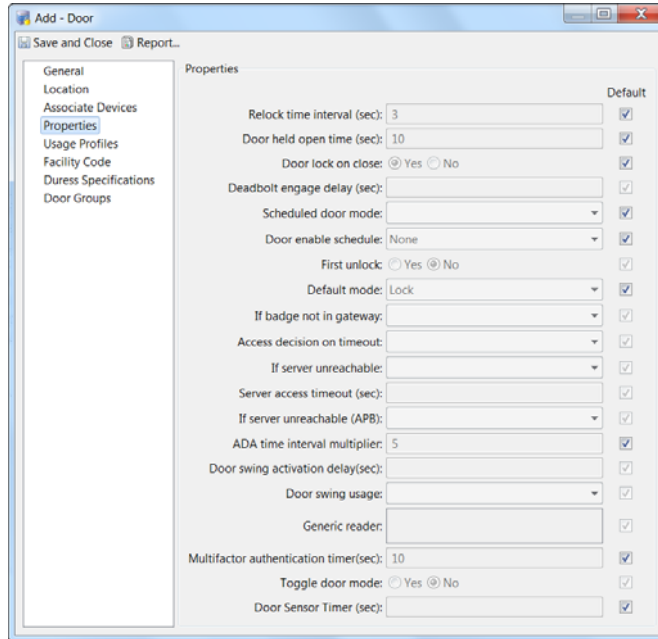 Add - Door
Save and Close Report...
General
Location
Associate Devices
Properties
Usage Profiles
Facility Code
Duress Specifications
Door Groups
Properties
Default
Relock time interval (sec): 3
Door held open time (sec): 10
Door lock on close: Yes No
Deadbolt engage delay (sec):
Scheduled door mode:
Door enable schedule: None
First unlock: Yes No
Default mode: Lock
If badge not in gateway:
Access decision on timeout:
If server unreachable:
Server access timeout (sec):
If server unreachable (APB):
ADA time interval multiplier: 5
Door swing activation delay(sec):
Door swing usage:
Generic reader:
Multifactor authentication timer(sec): 10
Toggle door mode: Yes No
Door Sensor Timer (sec):